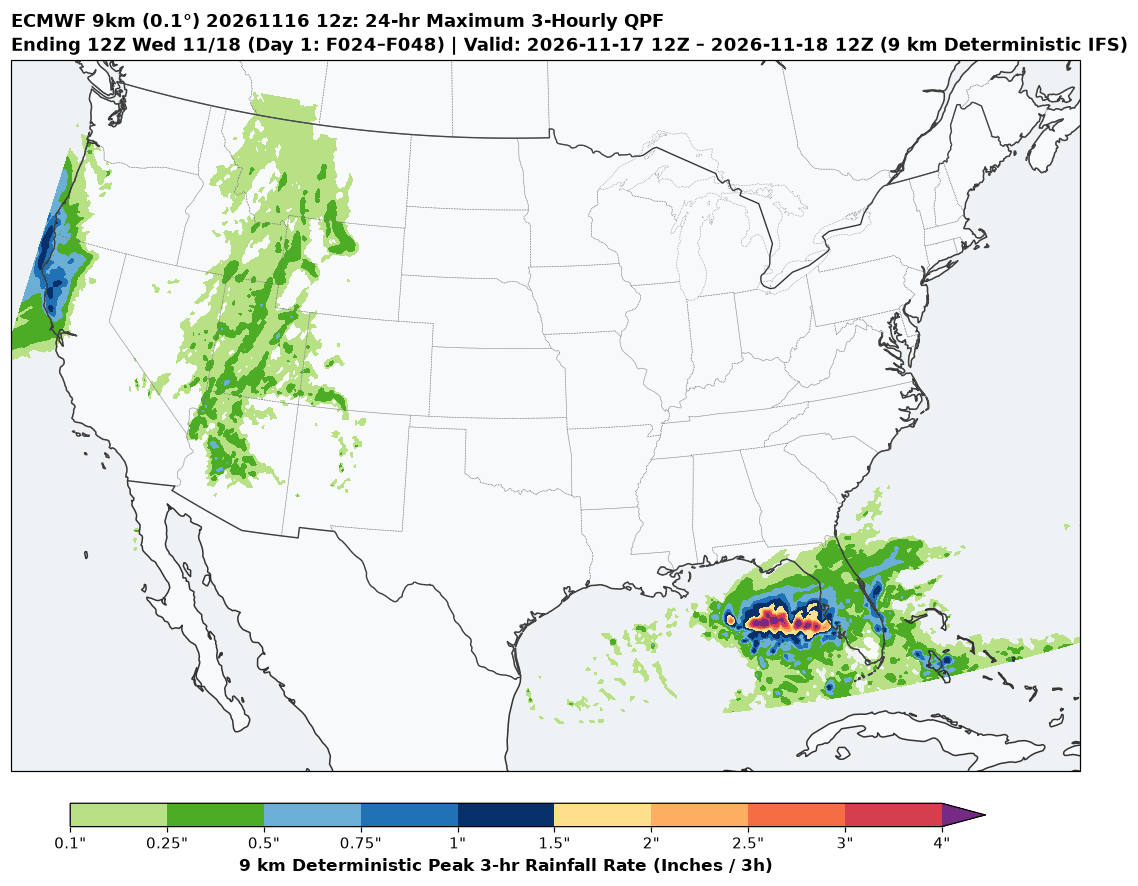 ECMWF 9km (0.1°) 20261116 12z: 24-hr Maximum 3-Hourly QPF
Ending 12Z Wed 11/18 (Day 1: F024–F048) | Valid: 2026-11-17 12Z – 2026-11-18 12Z (9 km Deterministic IFS)
0.1" 0.25" 0.5" 0.75" 1" 1.5" 2" 2.5" 3" 4"
9 km Deterministic Peak 3-hr Rainfall Rate (Inches / 3h)